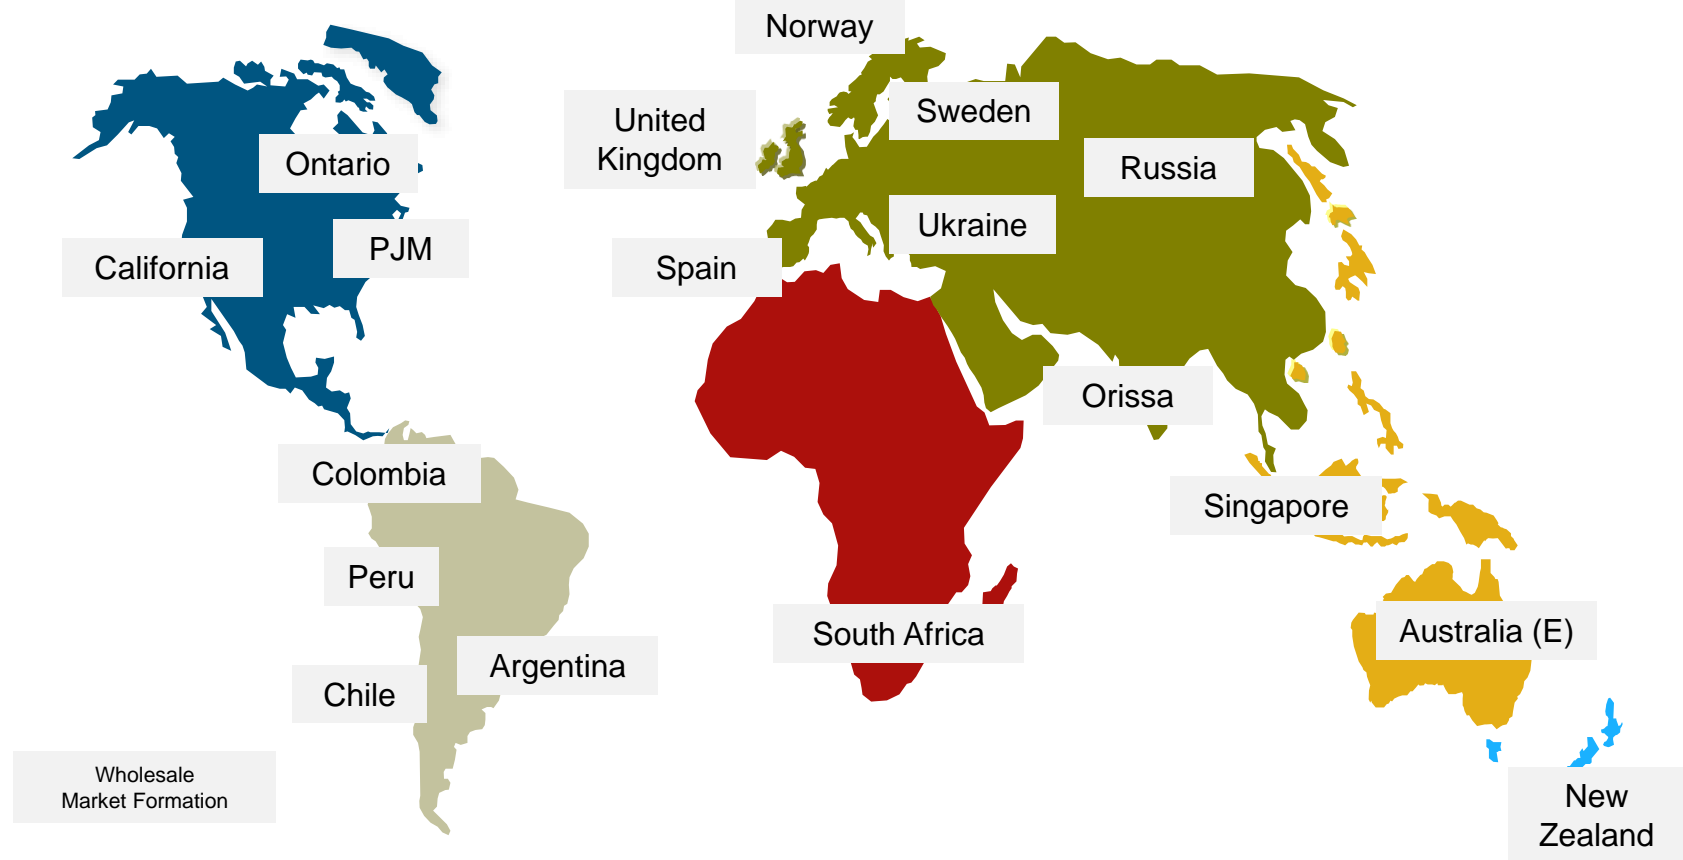 Norway
United
Kingdom
Sweden
Ontario
Russia
PJM
Ukraine
California
Spain
Orissa
Colombia
Singapore
Peru
South Africa
Australia (E)
Argentina
Chile
Wholesale
Market Formation
New
Zealand